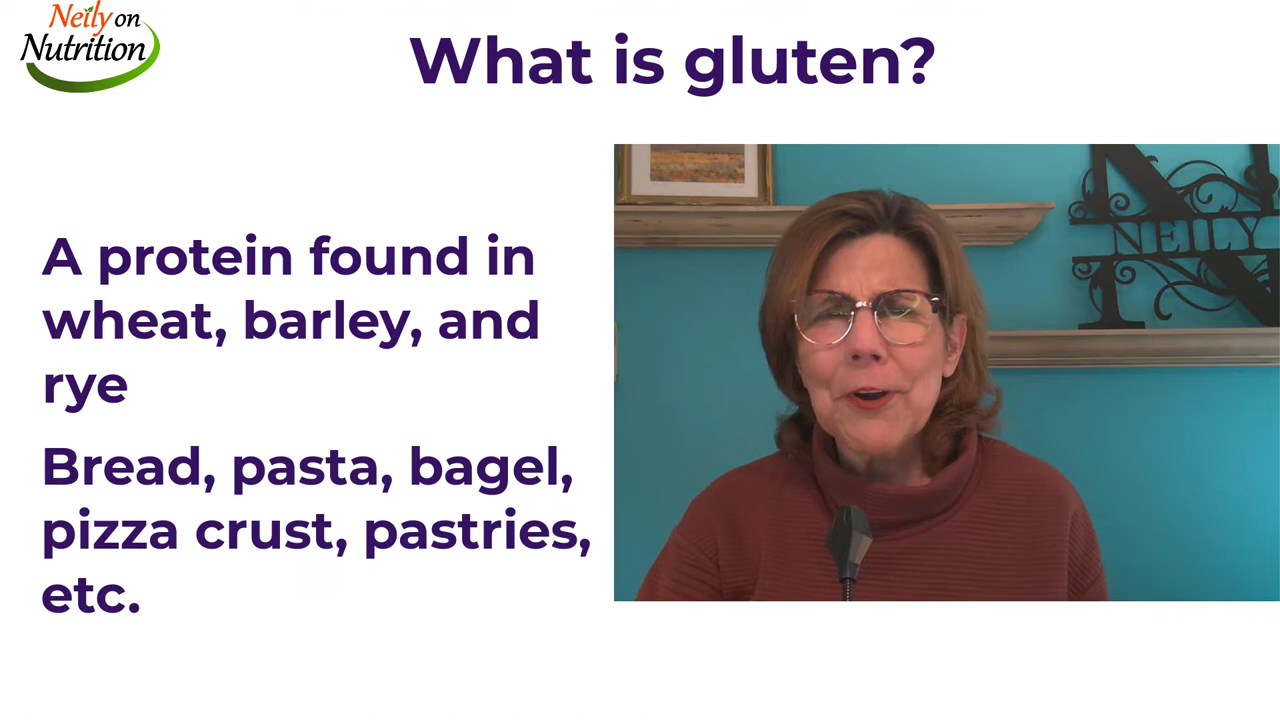 Neily on
Nutrition
What is gluten?
A protein found in
wheat, barley, and
rye
Bread, pasta, bagel,
pizza crust, pastries,
etc.
NEILY